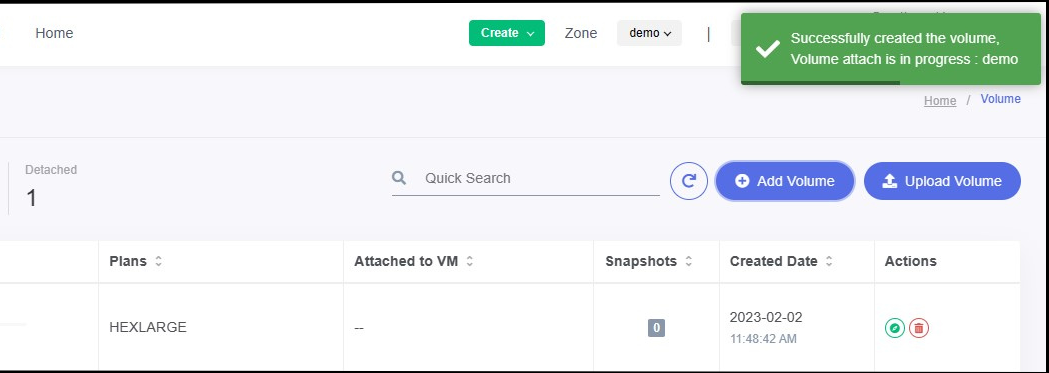 Home
Create
Zone
demo
|
Successfully created the volume,
Volume attach is in progress : demo
Home / Volume
Detached
1
Quick Search
Add Volume
Upload Volume
Plans
Attached to VM
Snapshots
Created Date
Actions
HEXLARGE
--
0
2023-02-02
11:48:42 AM